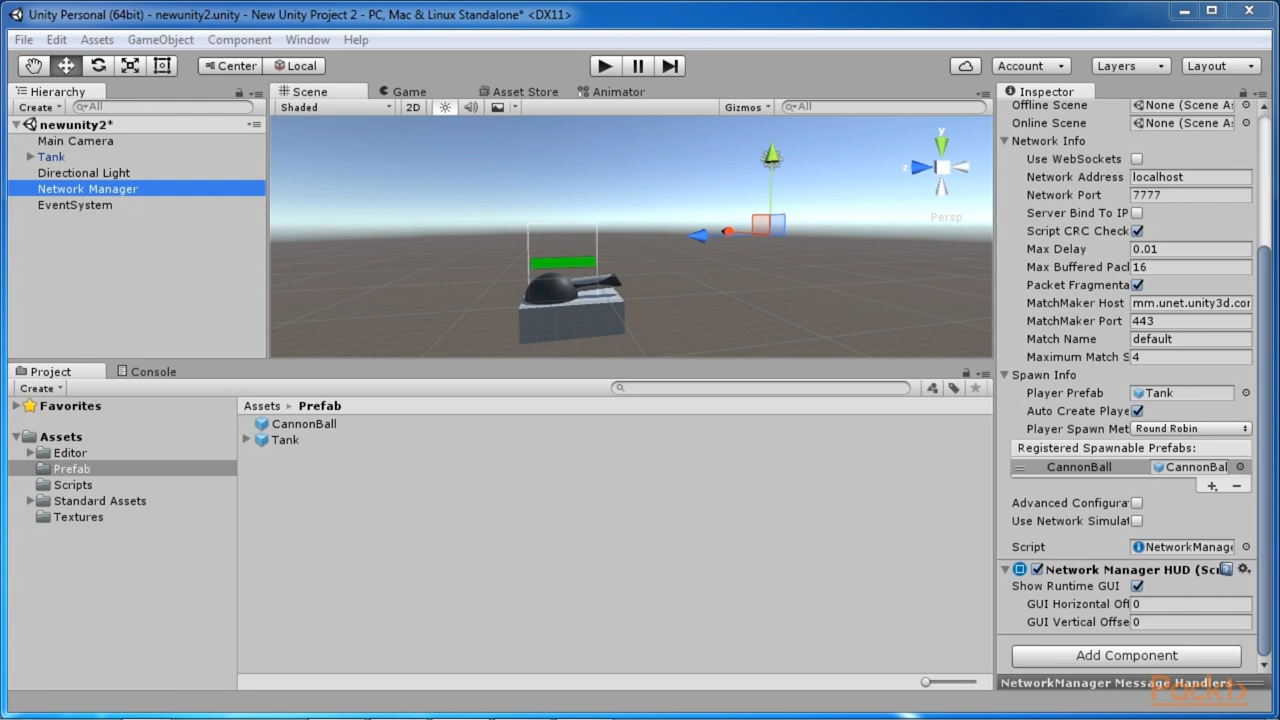 Unity Personal (64bit) - newunity2.unity - New Unity Project 2 - PC, Mac & Linux Standalone* <DX11>
File Edit Assets GameObject Component Window Help
Center Local Account Layers Layout
Hierarchy
Create All
newunity2*
Main Camera
Tank
Directional Light
Network Manager
EventSystem
Scene Game Asset Store Animator
Shaded 2D Gizmos All
y
z
Persp
Project Console
Create
Favorites
Assets
Editor
Prefab
Scripts
Standard Assets
Textures
Assets Prefab
CannonBall
Tank
Inspector
Offline Scene None (Scene A
Online Scene None (Scene A
Network Info
Use WebSockets
Network Address localhost
Network Port 7777
Server Bind To IP
Script CRC Check
Max Delay 0.01
Max Buffered Pac 16
Packet Fragmenta
MatchMaker Host mm.unet.unity3d.co
MatchMaker Port 443
Match Name default
Maximum Match S 4
Spawn Info
Player Prefab Tank
Auto Create Playe
Player Spawn Met Round Robin
Registered Spawnable Prefabs:
CannonBall CannonBal
Advanced Configura
Use Network Simula
Script NetworkManage
Network Manager HUD (Sc
Show Runtime GUI
GUI Horizontal Off 0
GUI Vertical Offse 0
Add Component
NetworkManager Message Handlers
Packt>